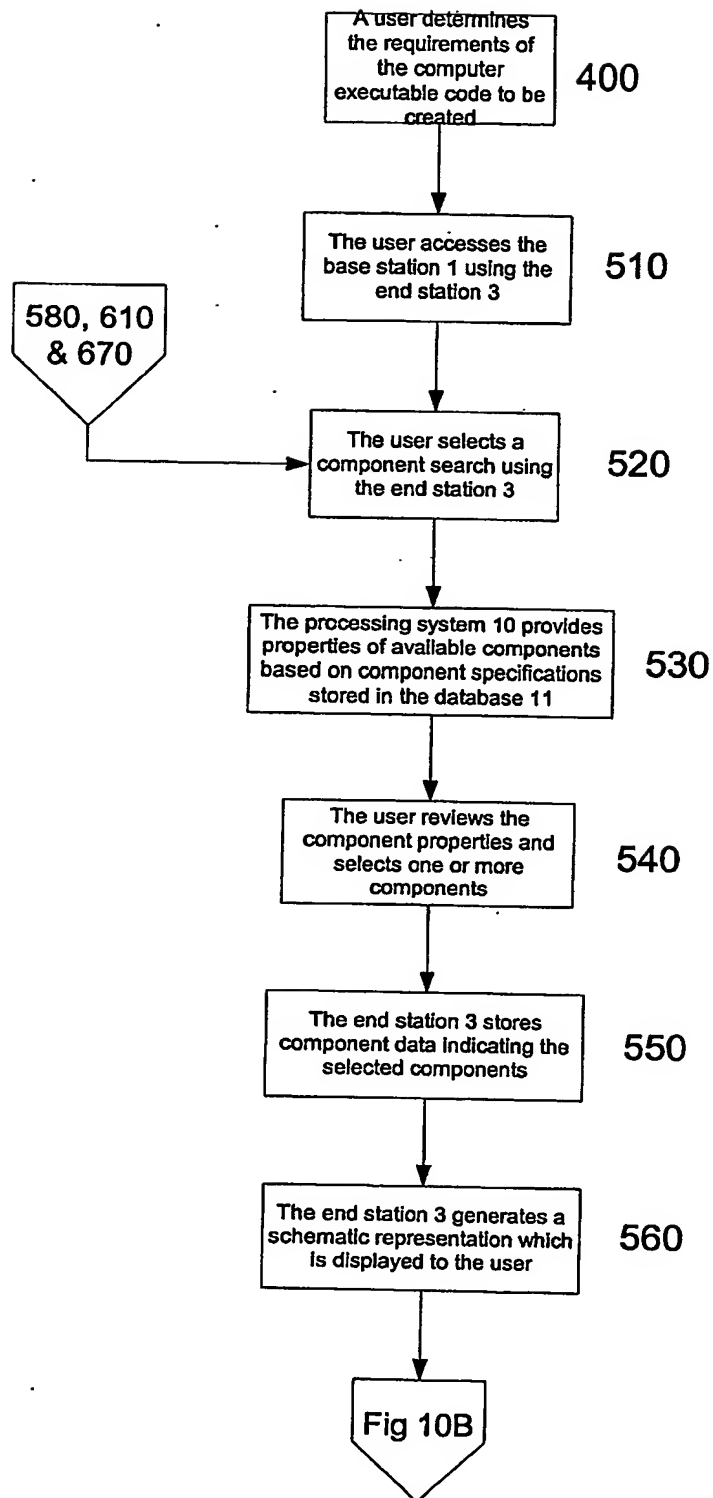 A user determines
the requirements of
the computer
executable code to be
created
400
The user accesses the
base station 1 using the
end station 3
510
580, 610
& 670
The user selects a
component search using
the end station 3
520
The processing system 10 provides
properties of available components
based on component specifications
stored in the database 11
530
The user reviews the
component properties and
selects one or more
components
540
The end station 3 stores
component data indicating the
selected components
550
The end station 3 generates a
schematic representation which
is displayed to the user
560
Fig 10B